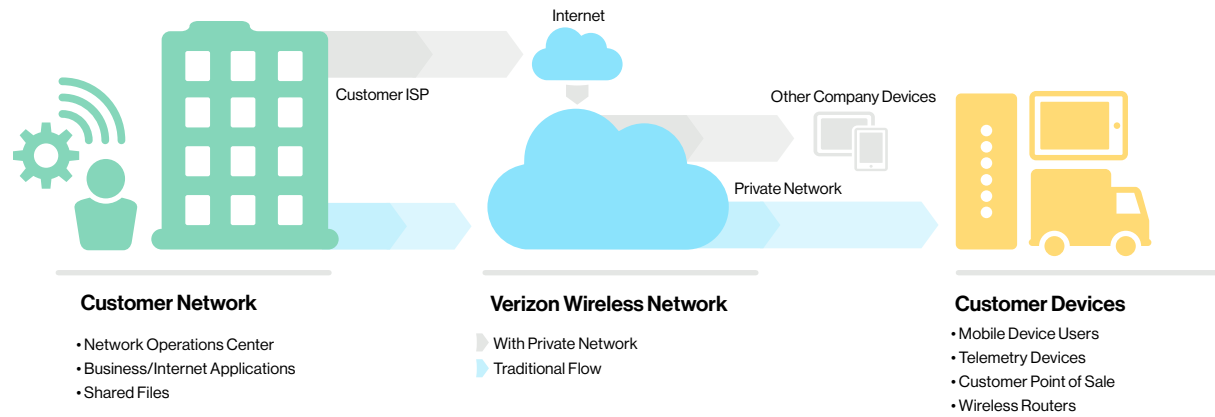 Internet
Customer ISP
Other Company Devices
Private Network
Customer Network
• Network Operations Center
• Business/Internet Applications
• Shared Files
Verizon Wireless Network
With Private Network
Traditional Flow
Customer Devices
• Mobile Device Users
• Telemetry Devices
• Customer Point of Sale
• Wireless Routers